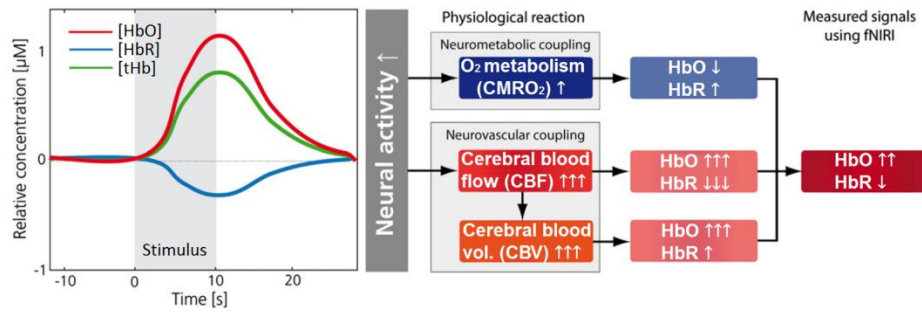 [HbO]
[HbR]
[tHb]
Relative concentration [µM]
1
0
-1
Stimulus
-10
0
10
20
Time [s]
Neural activity ↑
Physiological reaction
Neurometabolic coupling
O₂ metabolism
(CMRO₂) ↑
HbO ↓
HbR ↑
Neurovascular coupling
Cerebral blood
flow (CBF) ↑↑↑
HbO ↑↑↑
HbR ↓↓↓
Cerebral blood
vol. (CBV) ↑↑↑
HbO ↑↑↑
HbR ↑
Measured signals
using fNIRI
HbO ↑↑
HbR ↓